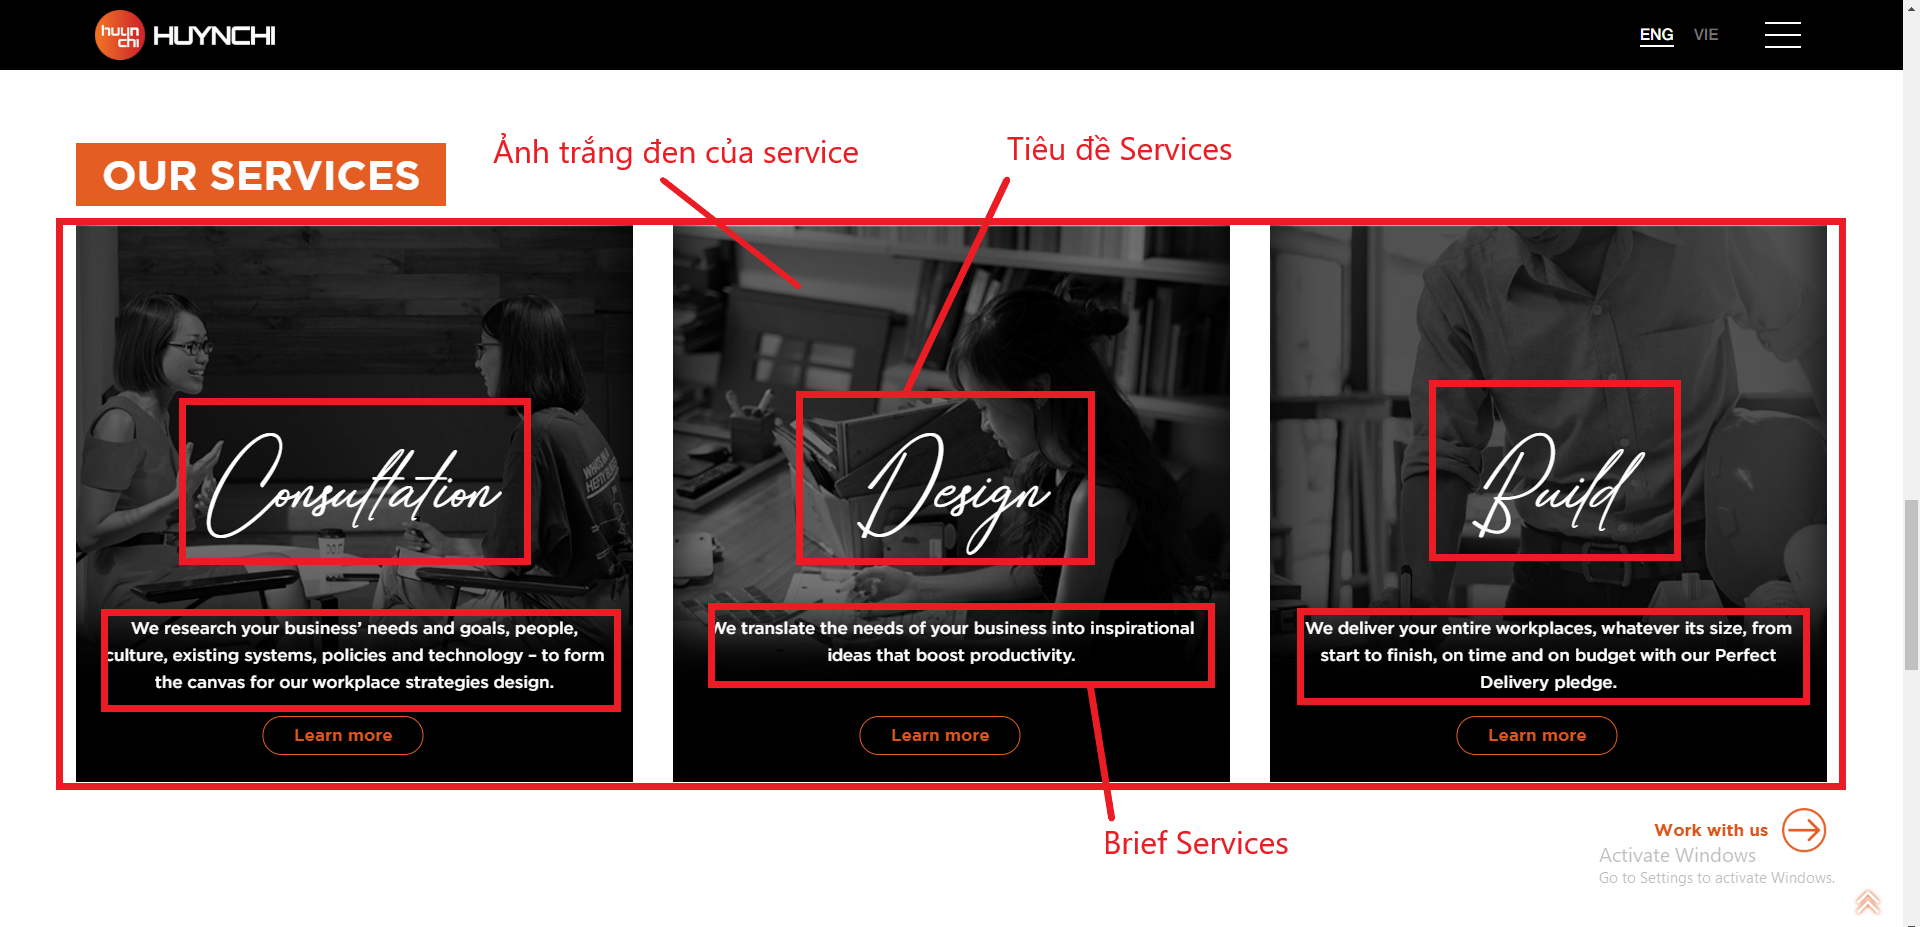 huyn
chi
HUYNCHI
ENG VIE
Ảnh trắng đen của service
Tiêu đề Services
OUR SERVICES
Consultation
We research your business’ needs and goals, people,
culture, existing systems, policies and technology – to form
the canvas for our workplace strategies design.
Learn more
Design
We translate the needs of your business into inspirational
ideas that boost productivity.
Learn more
Build
We deliver your entire workplaces, whatever its size, from
start to finish, on time and on budget with our Perfect
Delivery pledge.
Learn more
Brief Services
Work with us
Activate Windows
Go to Settings to activate Windows.